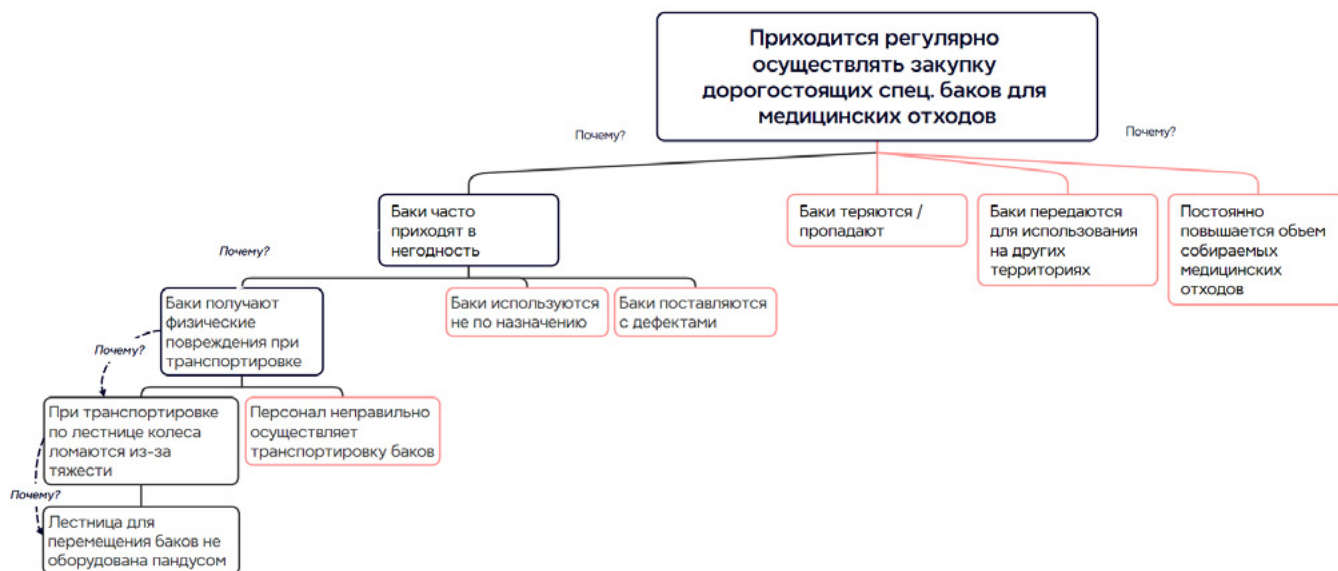 Приходится регулярно
осуществлять закупку
дорогостоящих спец. баков для
медицинских отходов
Почему?
Почему?
Баки часто
приходят в
негодность
Баки теряются /
пропадают
Баки передаются
для использования
на других
территориях
Постоянно
повышается объем
собираемых
медицинских
отходов
Почему?
Баки получают
физические
повреждения при
транспортировке
Баки используются
не по назначению
Баки поставляются
с дефектами
Почему?
При транспортировке
по лестнице колеса
ломаются из-за
тяжести
Персонал неправильно
осуществляет
транспортировку баков
Почему?
Лестница для
перемещения баков не
оборудована пандусом